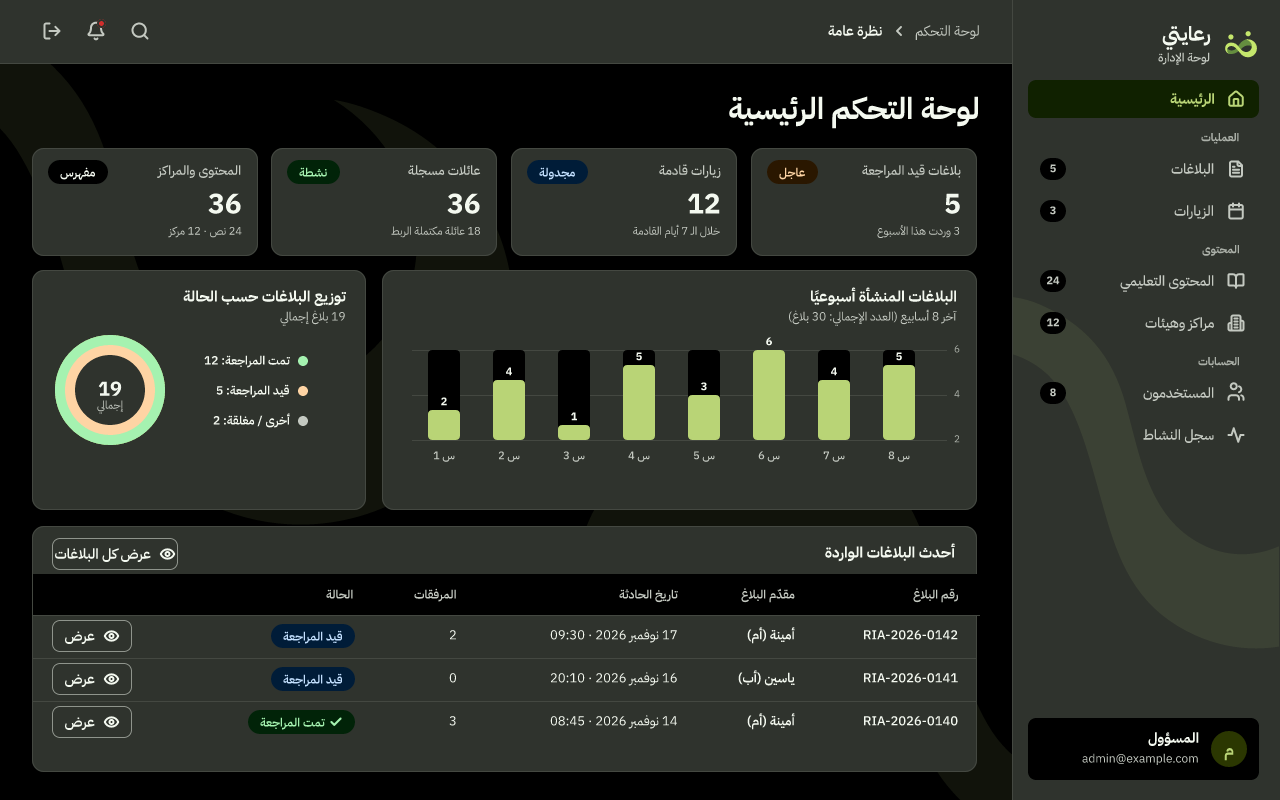 رعايتي
لوحة الإدارة
الرئيسية
العمليات
البلاغات 5
الزيارات 3
المحتوى
المحتوى التعليمي 24
مراكز وهيئات 12
الحسابات
المستخدمون 8
سجل النشاط
م
المسؤول
admin@example.com
لوحة التحكم
نظرة عامة
لوحة التحكم الرئيسية
بلاغات قيد المراجعة عاجل
5
3 وردت هذا الأسبوع
زيارات قادمة مجدولة
12
خلال الـ 7 أيام القادمة
عائلات مسجلة نشطة
36
18 عائلة مكتملة الربط
المحتوى والمراكز مفهرس
36
24 نص · 12 مركز
البلاغات المنشأة أسبوعيًا
آخر 8 أسابيع (العدد الإجمالي: 30 بلاغ)
6
4
2
5 4 6 3 5 1 4 2
س 8 س 7 س 6 س 5 س 4 س 3 س 2 س 1
توزيع البلاغات حسب الحالة
19 بلاغ إجمالي
تمت المراجعة: 12
قيد المراجعة: 5
أخرى / مغلقة: 2
19
إجمالي
أحدث البلاغات الواردة
عرض كل البلاغات
رقم البلاغ مقدّم البلاغ تاريخ الحادثة المرفقات الحالة
RIA-2026-0142 أمينة (أم) 17 نوفمبر 2026 · 09:30 2 قيد المراجعة عرض
RIA-2026-0141 ياسين (أب) 16 نوفمبر 2026 · 20:10 0 قيد المراجعة عرض
RIA-2026-0140 أمينة (أم) 14 نوفمبر 2026 · 08:45 3 تمت المراجعة عرض